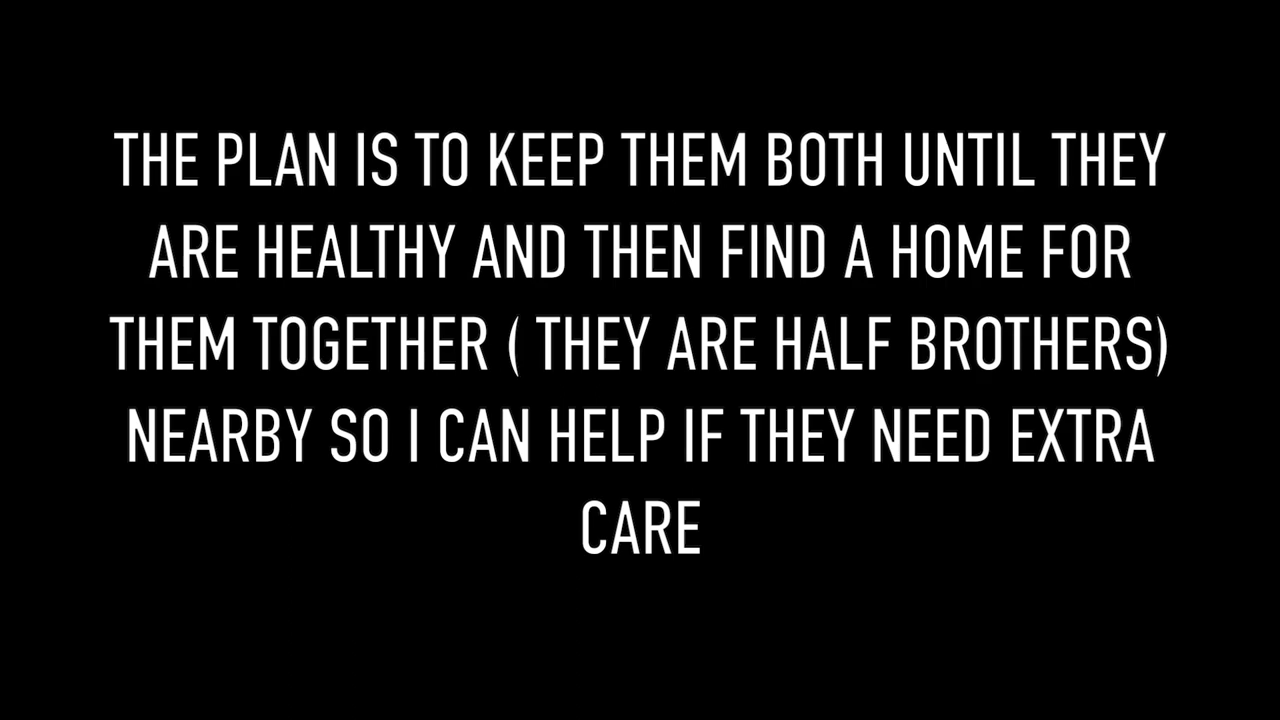 THE PLAN IS TO KEEP THEM BOTH UNTIL THEY
ARE HEALTHY AND THEN FIND A HOME FOR
THEM TOGETHER ( THEY ARE HALF BROTHERS)
NEARBY SO I CAN HELP IF THEY NEED EXTRA
CARE